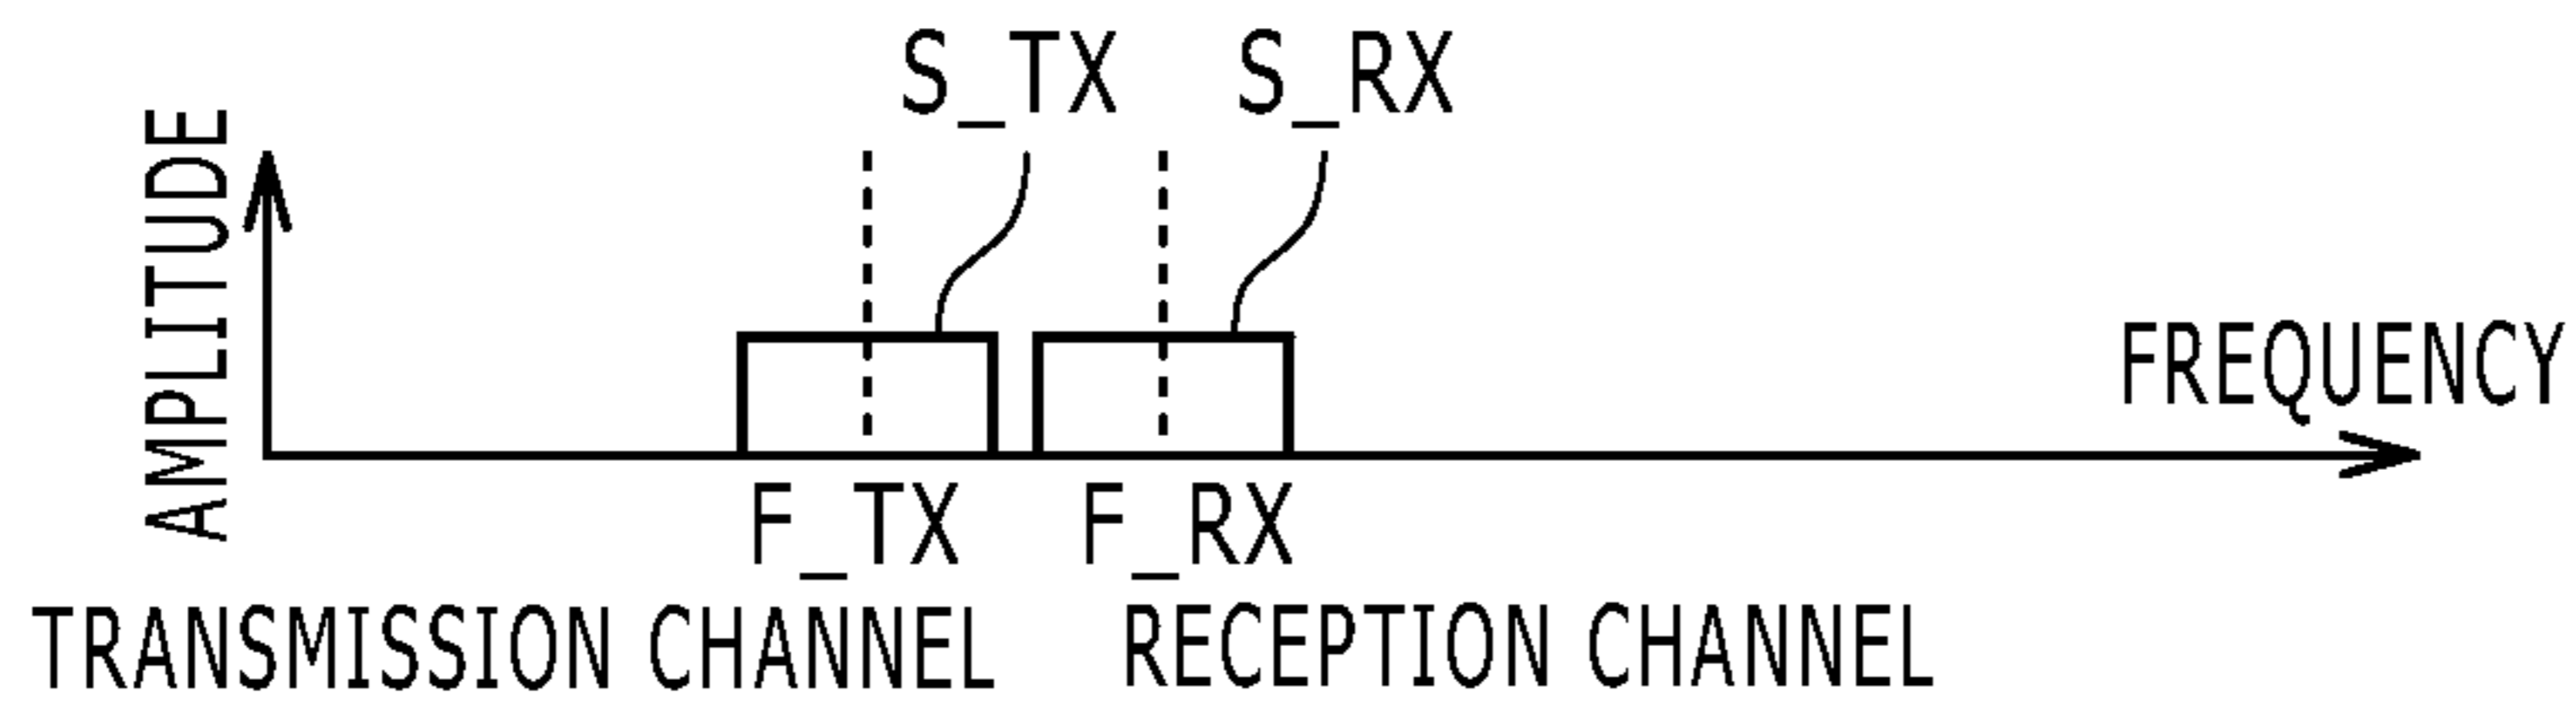 S_TX S_RX
AMPLITUDE
FREQUENCY
F_TX F_RX
TRANSMISSION CHANNEL RECEPTION CHANNEL